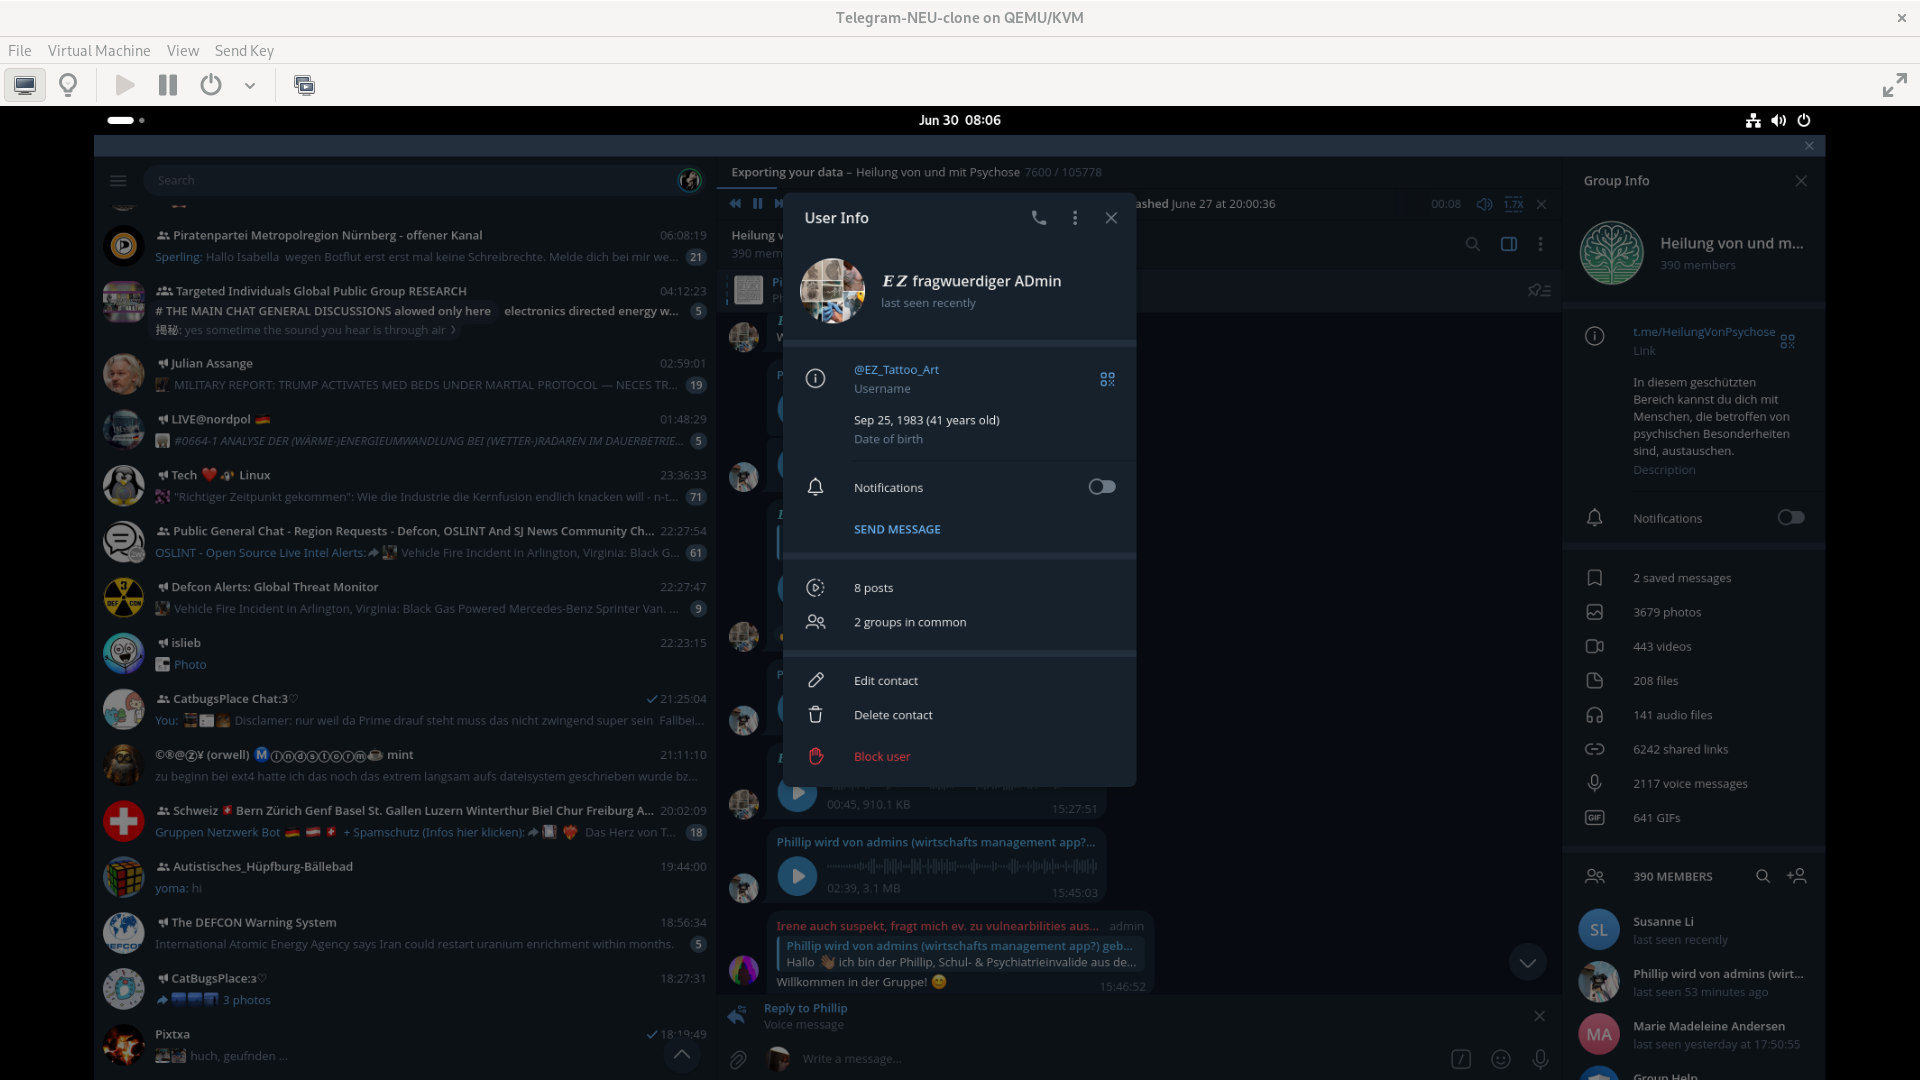 Telegram-NEU-clone on QEMU/KVM
File Virtual Machine View Send Key
Jun 30 08:06
Search
Piratenpartei Metropolregion Nürnberg - offener Kanal 06:08:19
Sperling: Hallo Isabella wegen Botflut erst erst mal keine Schreibrechte. Melde dich bei mir we... 21
Targeted Individuals Global Public Group RESEARCH 04:12:23
# THE MAIN CHAT GENERAL DISCUSSIONS alowed only here electronics directed energy w... 5
揭秘: yes sometime the sound you hear is through air
Julian Assange 02:59:01
MILITARY REPORT: TRUMP ACTIVATES MED BEDS UNDER MARTIAL PROTOCOL — NECES TR... 19
LIVE@nordpol 01:48:29
#0664-1 ANALYSE DER (WÄRME-)ENERGIEUMWANDLUNG BEI (WETTER-)RADAREN IM DAUERBETRIE... 5
Tech ❤️ Linux 23:36:33
"Richtiger Zeitpunkt gekommen": Wie die Industrie die Kernfusion endlich knacken will - n-t... 71
Public General Chat - Region Requests - Defcon, OSLINT And SJ News Community Ch... 22:27:54
OSLINT - Open Source Live Intel Alerts: Vehicle Fire Incident in Arlington, Virginia: Black G... 61
DEFCON
3
Defcon Alerts: Global Threat Monitor 22:27:47
Vehicle Fire Incident in Arlington, Virginia: Black Gas Powered Mercedes-Benz Sprinter Van. ... 9
islieb 22:23:15
Photo
CatbugsPlace Chat:3♡ 21:25:04
You: Disclamer: nur weil da Prime drauf steht muss das nicht zwingend super sein Fallbei...
©®@②¥ (orwell) Ⓜⓘⓝⓓⓢⓣⓞⓡⓜ☕ mint 21:11:10
zu beginn bei ext4 hatte ich das noch das extrem langsam aufs dateisystem geschrieben wurde bz...
Schweiz Bern Zürich Genf Basel St. Gallen Luzern Winterthur Biel Chur Freiburg A... 20:02:09
Gruppen Netzwerk Bot + Spamschutz (Infos hier klicken): Das Herz von T... 18
Autistisches_Hüpfburg-Bällebad 19:44:00
yoma: hi
The DEFCON Warning System 18:56:34
International Atomic Energy Agency says Iran could restart uranium enrichment within months. 5
CatBugsPlace:3♡ 18:27:31
3 photos
Pixtxa 18:19:49
huch, geufnden ...
Exporting your data – Heilung von und mit Psychose 7600 / 105778
ashed June 27 at 20:00:36 00:08 1.7X
Heilung v
390 mem
User Info
EZ fragwuerdiger ADmin
last seen recently
@EZ_Tattoo_Art
Username
Sep 25, 1983 (41 years old)
Date of birth
Notifications
SEND MESSAGE
8 posts
2 groups in common
Edit contact
Delete contact
Block user
00:45, 910.1 KB 15:27:51
Phillip wird von admins (wirtschafts management app?...
02:39, 3.1 MB 15:45:03
Irene auch suspekt, fragt mich ev. zu vulnearbilities aus... admin
Phillip wird von admins (wirtschafts management app?) geb...
Hallo 👋 ich bin der Phillip, Schul- & Psychiatrieinvalide aus de...
Willkommen in der Gruppe! 😊 15:46:52
Reply to Phillip
Voice message
Write a message...
Group Info
Heilung von und m...
390 members
t.me/HeilungVonPsychose
Link
In diesem geschützten
Bereich kannst du dich mit
Menschen, die betroffen von
psychischen Besonderheiten
sind, austauschen.
Description
Notifications
2 saved messages
3679 photos
443 videos
208 files
141 audio files
6242 shared links
2117 voice messages
GIF 641 GIFs
390 MEMBERS
SL Susanne Li
last seen recently
Phillip wird von admins (wirt...
last seen 53 minutes ago
MA Marie Madeleine Andersen
last seen yesterday at 17:50:55
Group Help